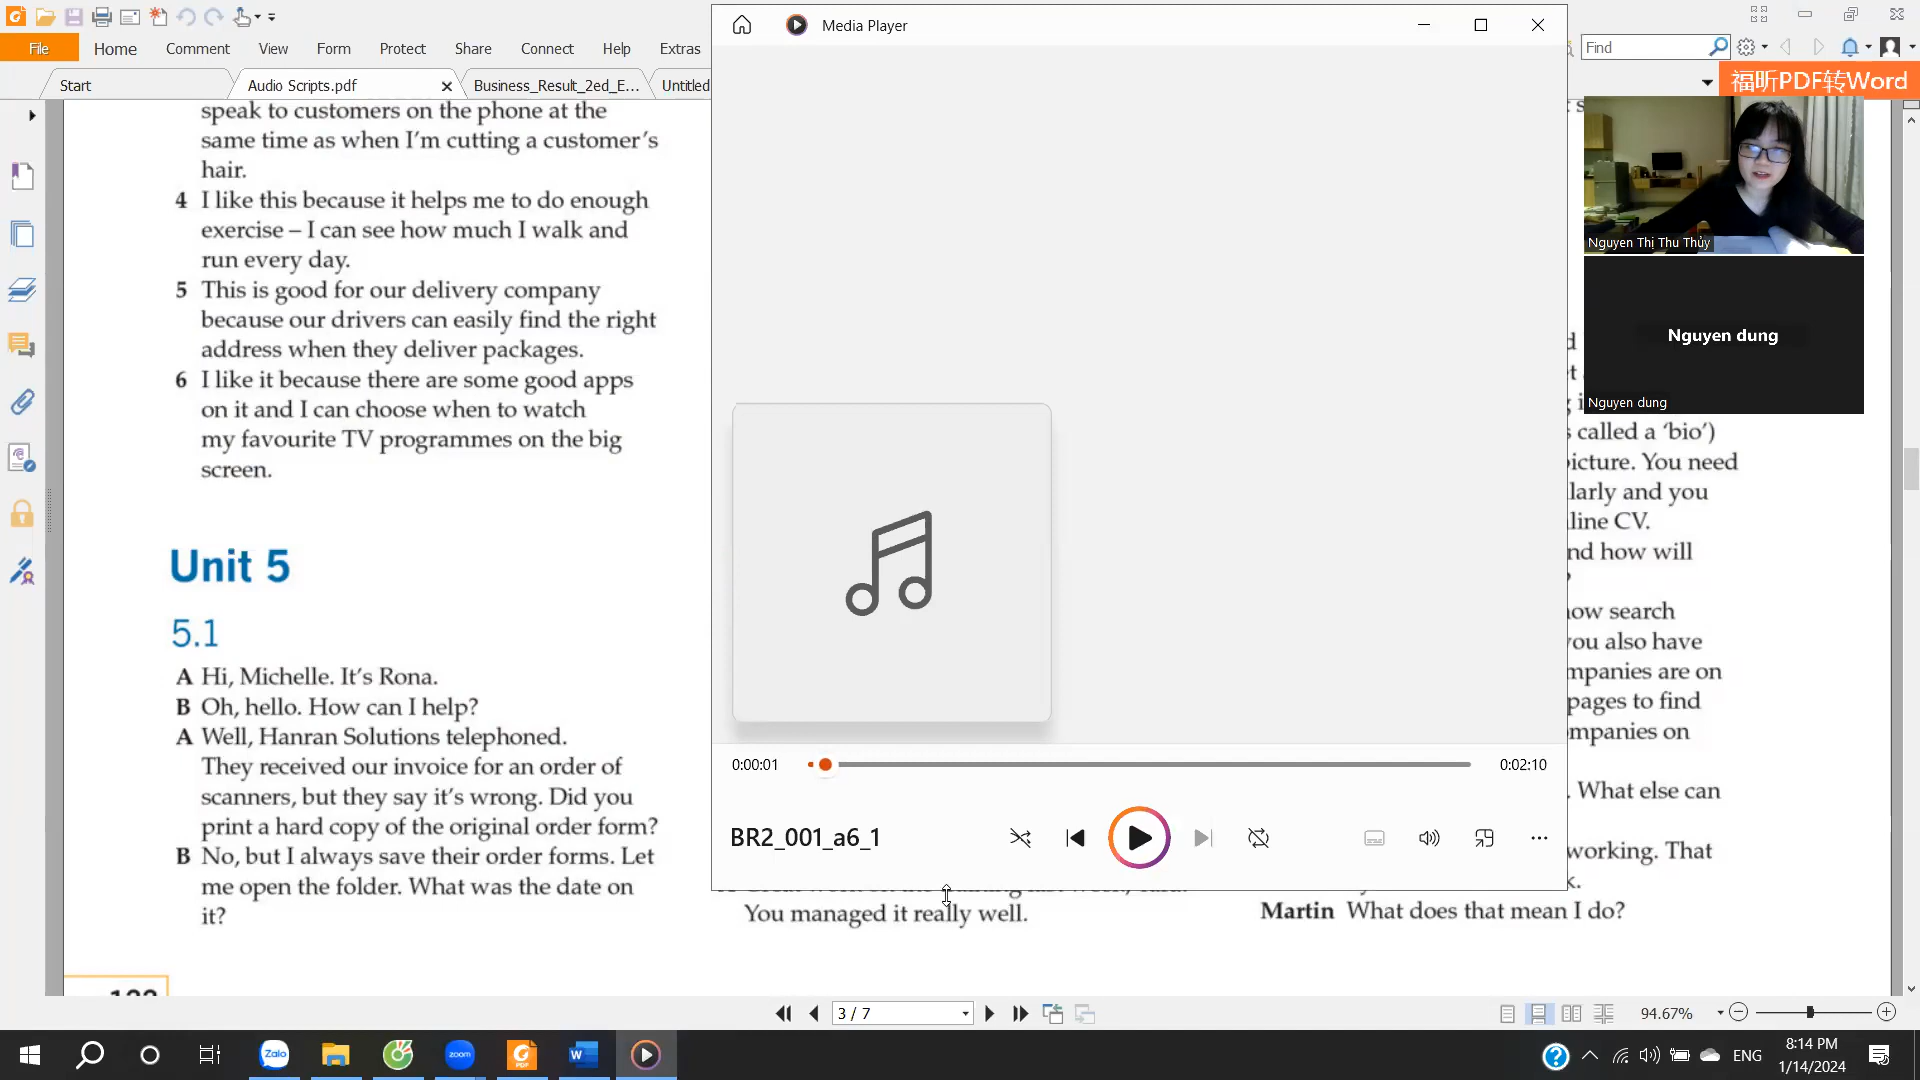 Media Player
File
Home
Comment
View
Form
Protect
Share
Connect
Help
Extras
Find
Start
Audio Scripts.pdf
Business_Result_2ed_E...
Untitled
福昕PDF转Word
speak to customers on the phone at the
same time as when I'm cutting a customer's
hair.
4 I like this because it helps me to do enough
exercise – I can see how much I walk and
run every day.
5 This is good for our delivery company
because our drivers can easily find the right
address when they deliver packages.
6 I like it because there are some good apps
on it and I can choose when to watch
my favourite TV programmes on the big
screen.
Unit 5
5.1
A Hi, Michelle. It's Rona.
B Oh, hello. How can I help?
A Well, Hanran Solutions telephoned.
They received our invoice for an order of
scanners, but they say it's wrong. Did you
print a hard copy of the original order form?
B No, but I always save their order forms. Let
me open the folder. What was the date on
it?
0:00:01
0:02:10
BR2_001_a6_1
You managed it really well.
Nguyen Thị Thu Thủy
Nguyen dung
Nguyen dung
s called a 'bio')
picture. You need
larly and you
line CV.
nd how will
?
now search
you also have
mpanies are on
pages to find
ompanies on
. What else can
working. That
k.
Martin What does that mean I do?
3 / 7
94.67%
Zalo
zoom
PDF
W
ENG
8:14 PM
1/14/2024